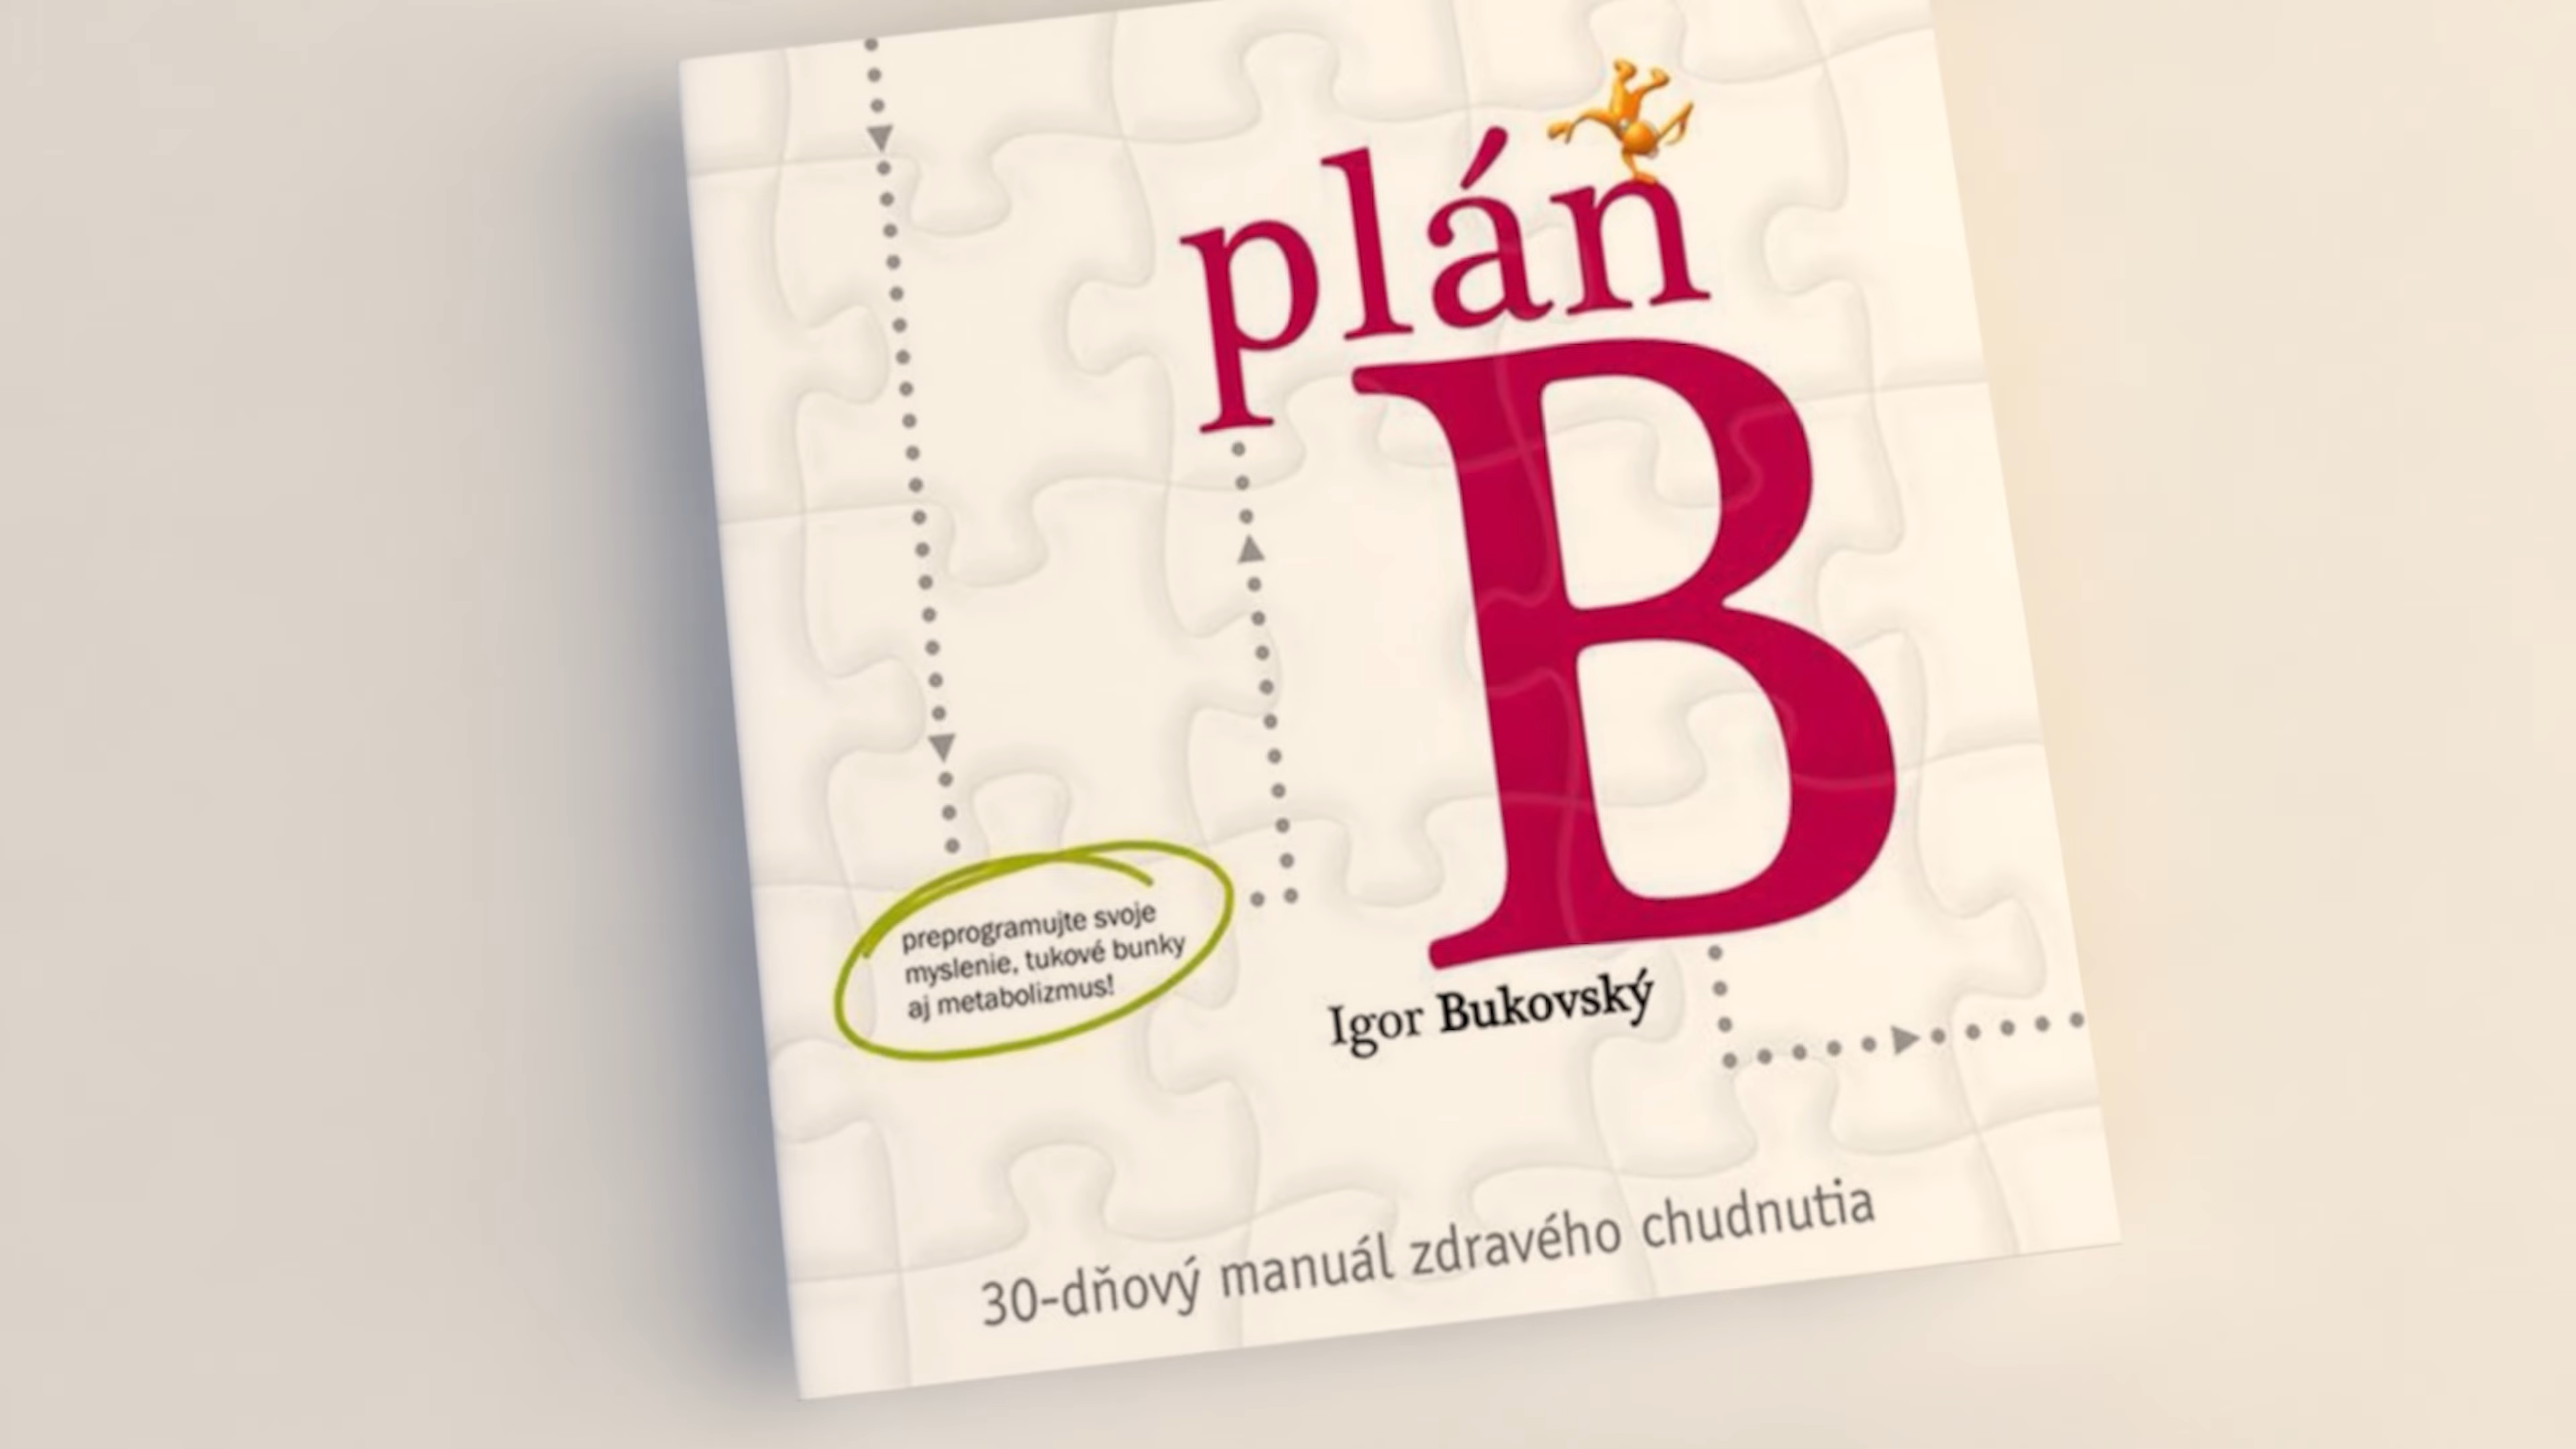 plán
B
preprogramujte svoje
myslenie, tukové bunky
aj metabolizmus!
Igor Bukovský
30-dňový manuál zdravého chudnutia